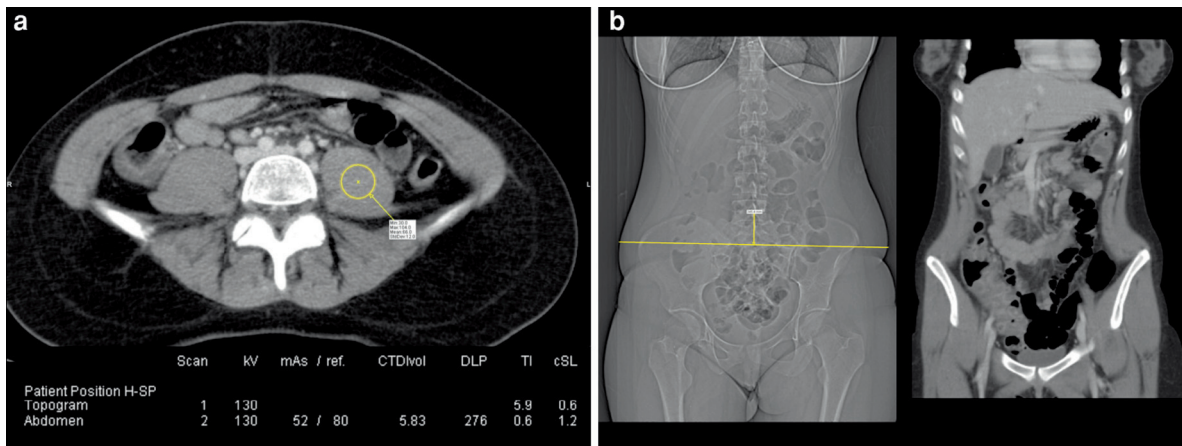 a
b
R
L
Scan kV mAs / ref. CTDIvol DLP TI cSL
Patient Position H-SP
Topogram 1 130 5.9 0.6
Abdomen 2 130 52 / 80 5.83 276 0.6 1.2